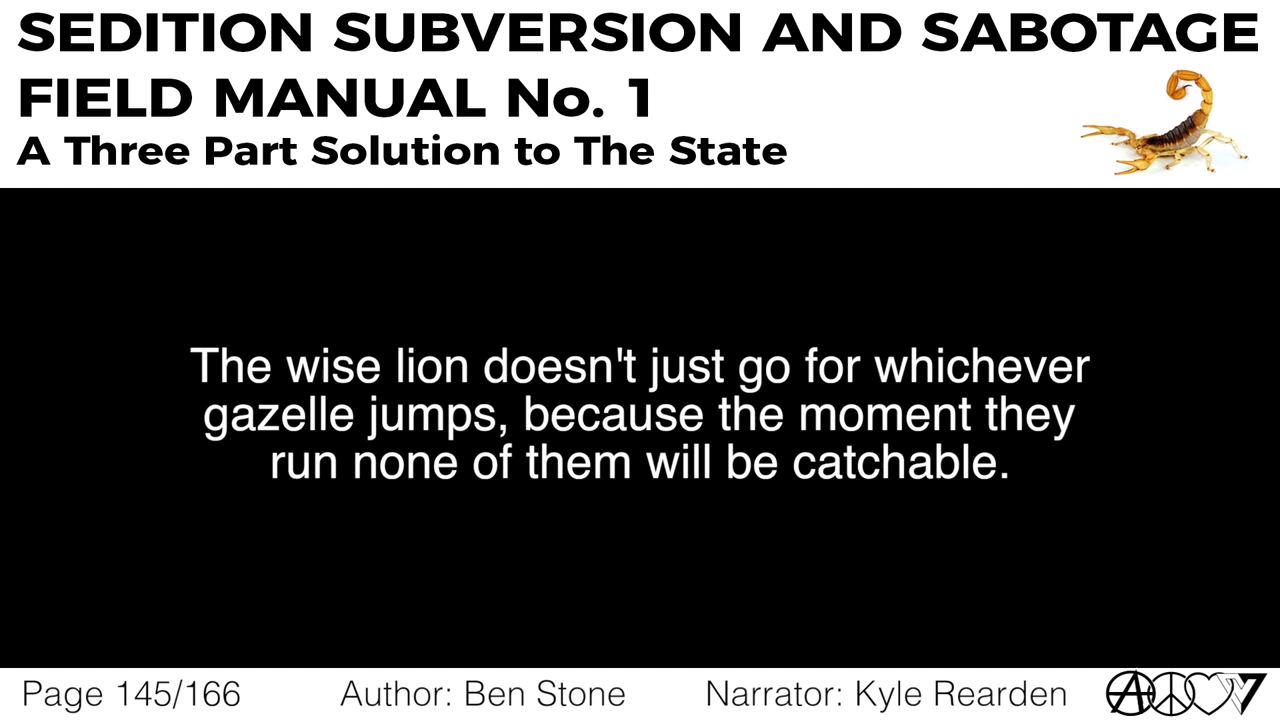 SEDITION SUBVERSION AND SABOTAGE
FIELD MANUAL No. 1
A Three Part Solution to The State
The wise lion doesn't just go for whichever
gazelle jumps, because the moment they
run none of them will be catchable.
Page 145/166 Author: Ben Stone Narrator: Kyle Rearden